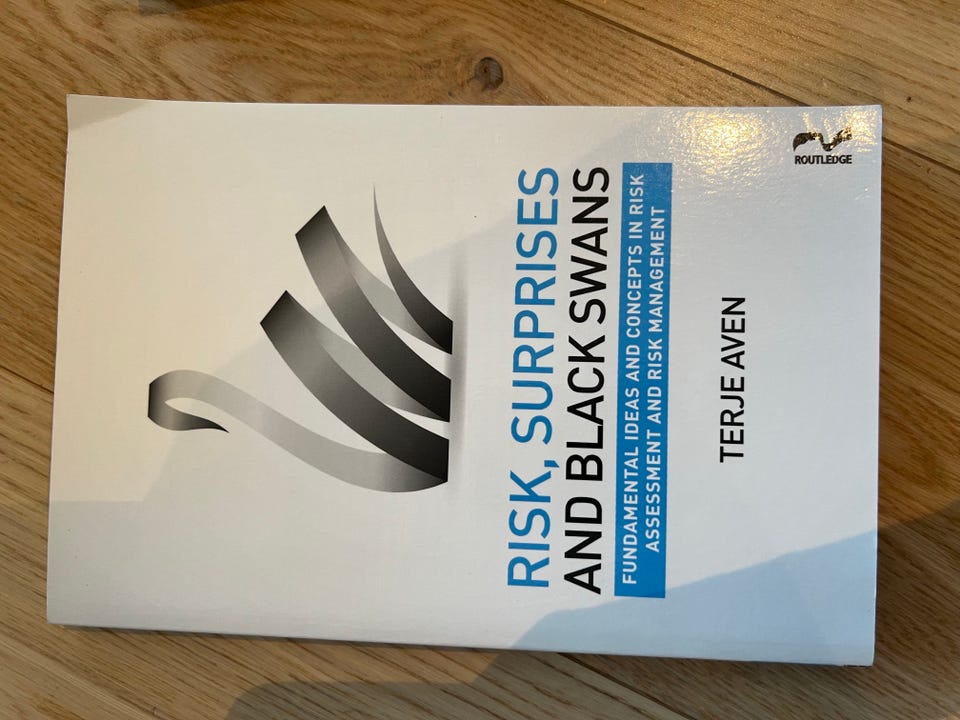 RISK, SURPRISES
AND BLACK SWANS
FUNDAMENTAL IDEAS AND CONCEPTS IN RISK
ASSESSMENT AND RISK MANAGEMENT
TERJE AVEN
ROUTLEDGE